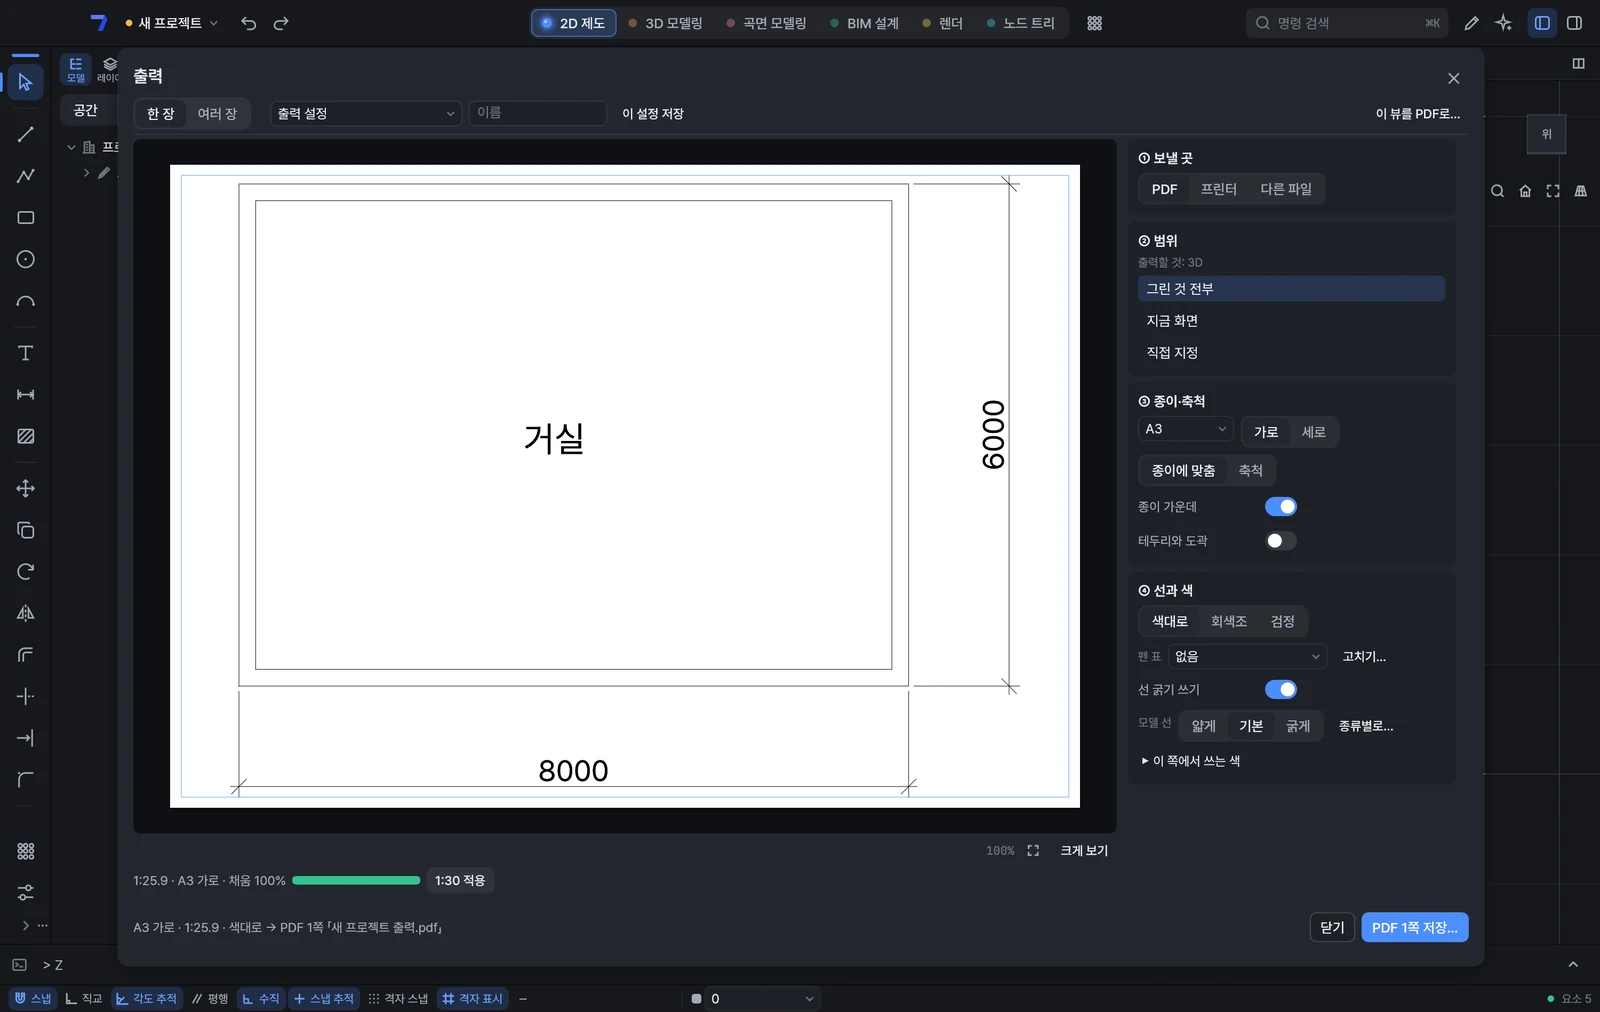 새 프로젝트
2D 제도
3D 모델링
곡면 모델링
BIM 설계
렌더
노드 트리
명령 검색
⌘K
모델
공간
출력
한 장
여러 장
출력 설정
이름
이 설정 저장
이 뷰를 PDF로...
위
거실
6000
8000
① 보낼 곳
PDF
프린터
다른 파일
② 범위
출력할 것: 3D
그린 것 전부
지금 화면
직접 지정
③ 종이·축척
A3
가로
세로
종이에 맞춤
축척
종이 가운데
테두리와 도곽
④ 선과 색
색대로
회색조
검정
펜 표
없음
고치기...
선 굵기 쓰기
모델 선
얇게
기본
굵게
종류별로...
▸ 이 쪽에서 쓰는 색
100%
크게 보기
1:25.9 · A3 가로 · 채움 100%
1:30 적용
A3 가로 · 1:25.9 · 색대로 → PDF 1쪽 「새 프로젝트 출력.pdf」
닫기
PDF 1쪽 저장...
> Z
스냅
직교
각도 추적
평행
수직
스냅 추적
격자 스냅
격자 표시
0
요소 5